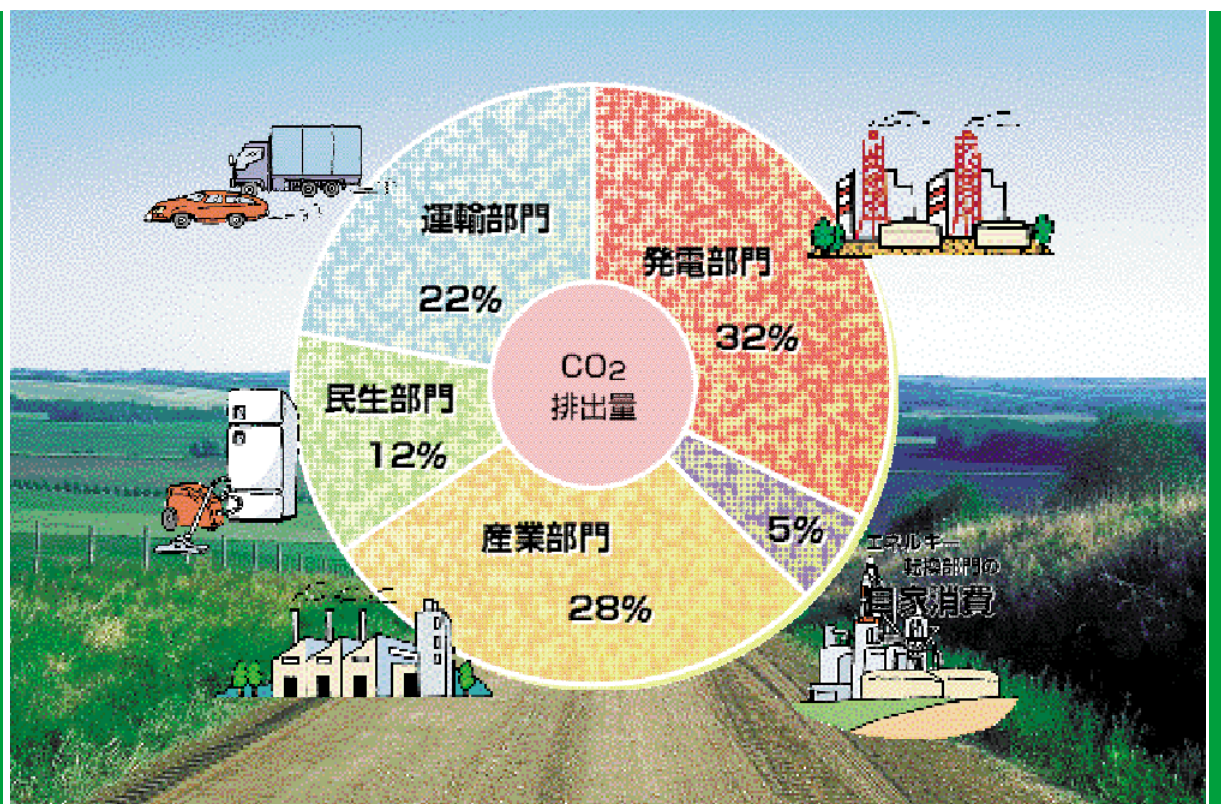 運輸部門
22%
発電部門
32%
CO2
排出量
民生部門
12%
5%
エネルギー
転換部門の
自家消費
産業部門
28%